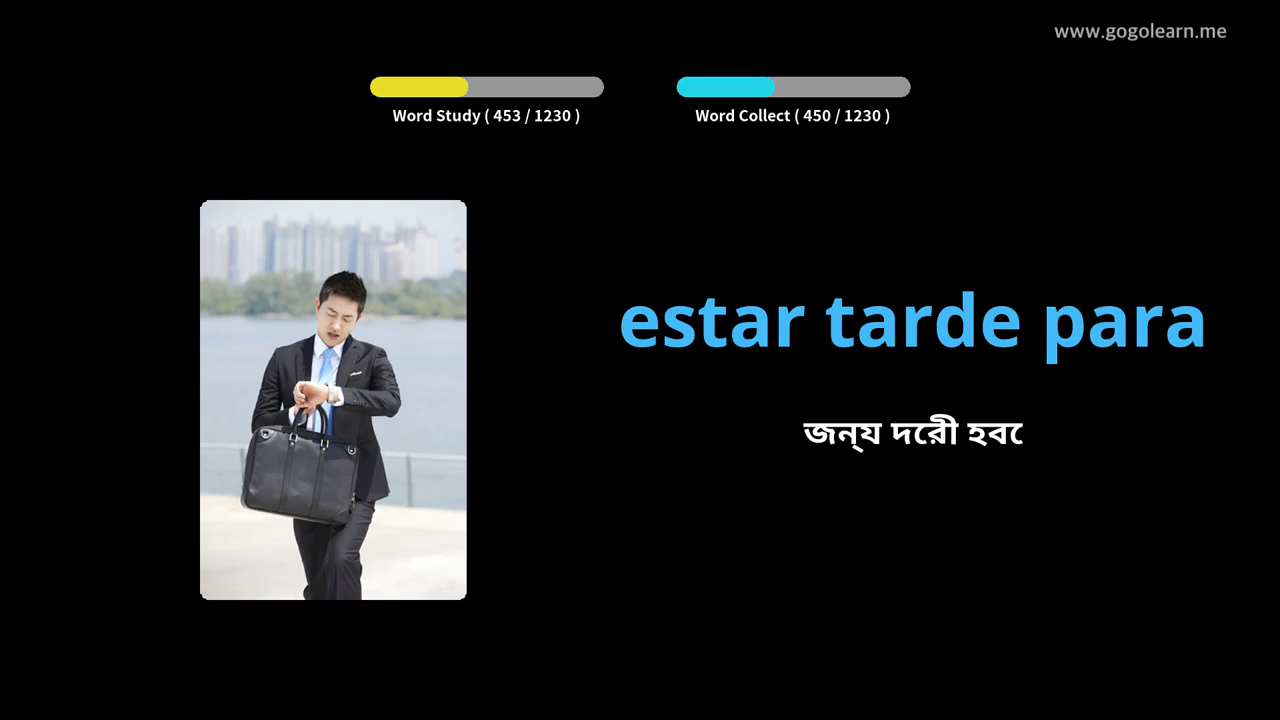 www.gogolearn.me
Word Study ( 453 / 1230 )
Word Collect ( 450 / 1230 )
estar tarde para
জন্য দেরী হবে